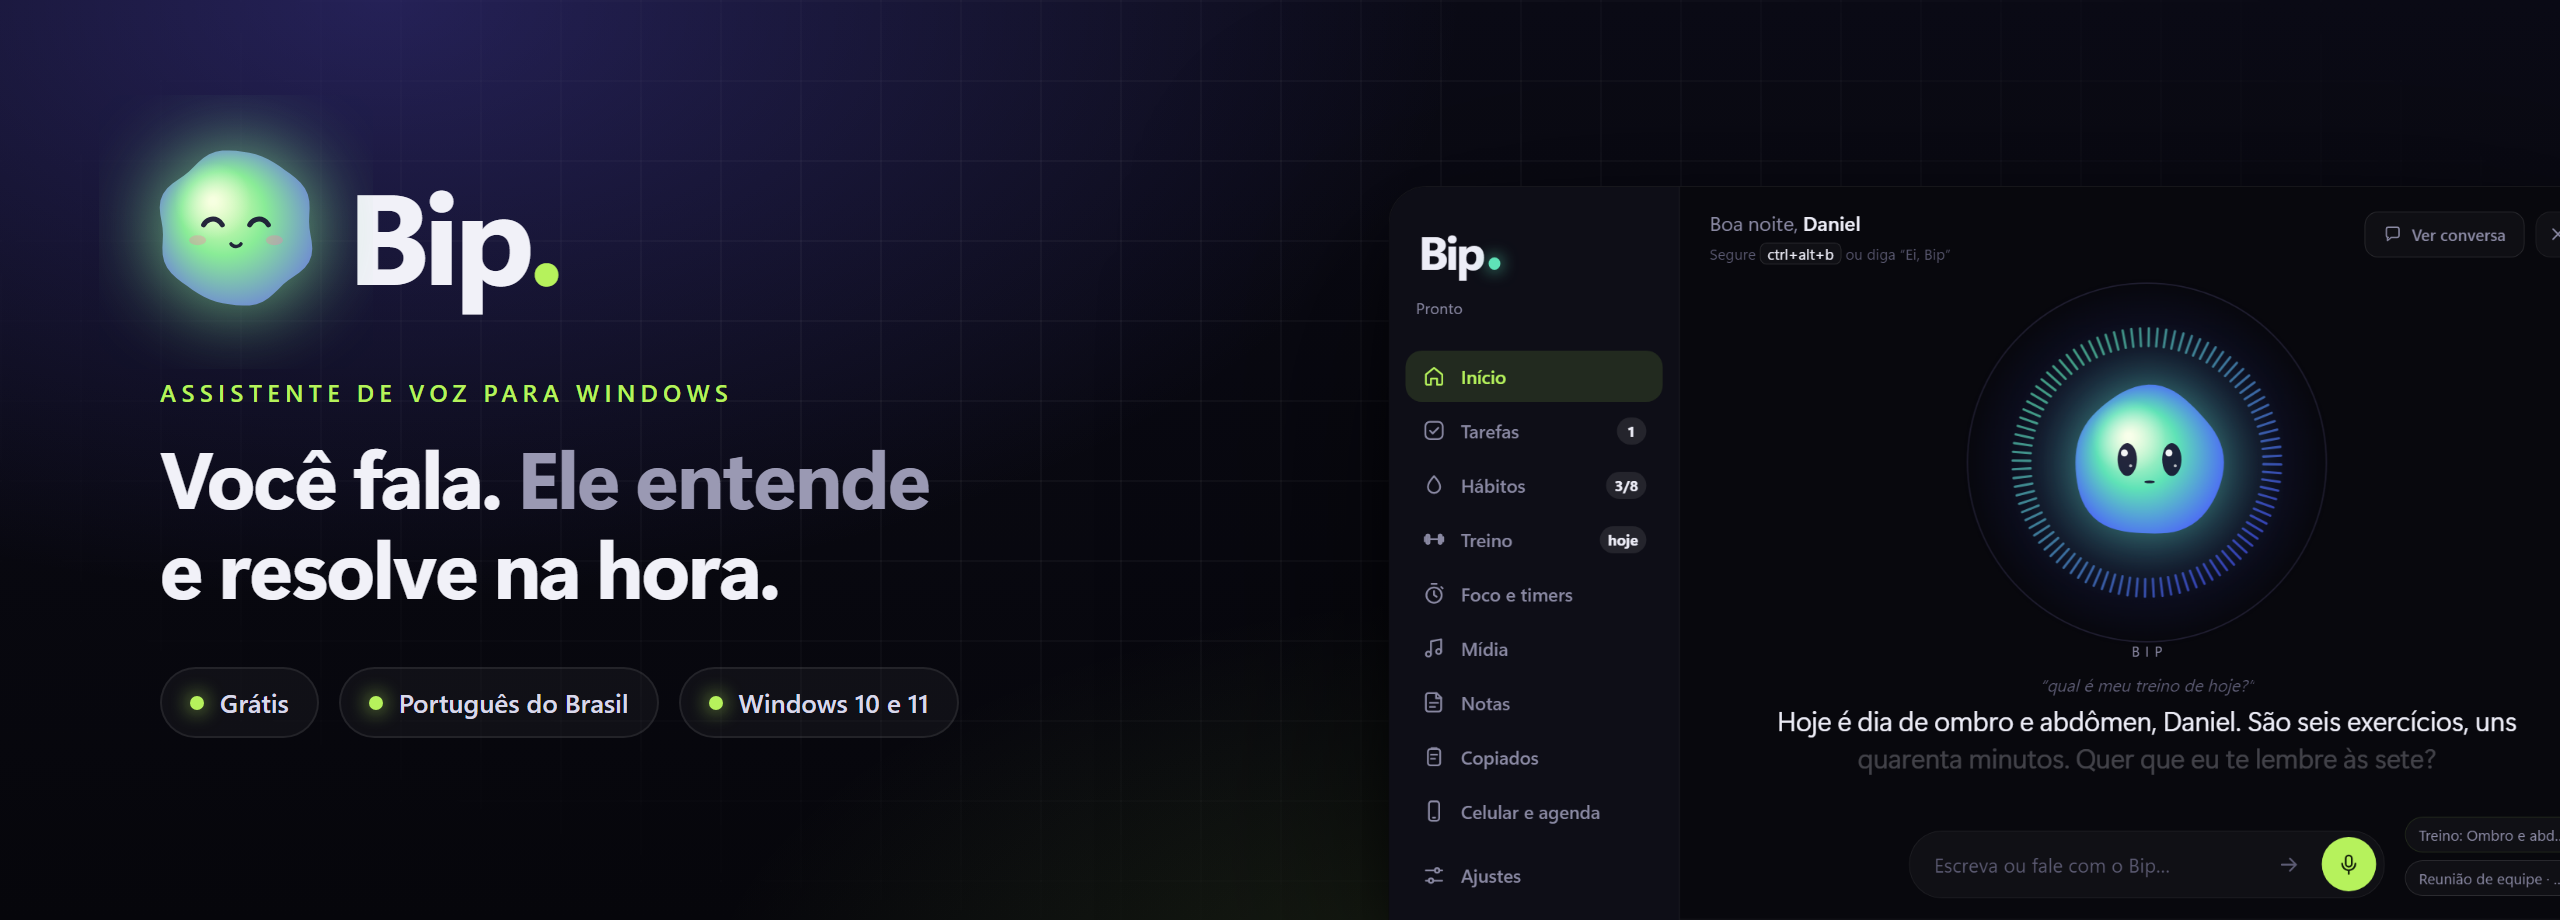 Bip.
ASSISTENTE DE VOZ PARA WINDOWS
Você fala. Ele entende
e resolve na hora.
Grátis
Português do Brasil
Windows 10 e 11
Bip.
Pronto
Início
Tarefas 1
Hábitos 3/8
Treino hoje
Foco e timers
Mídia
Notas
Copiados
Celular e agenda
Ajustes
Boa noite, Daniel
Segure ctrl+alt+b ou diga “Ei, Bip”
Ver conversa
BIP
“qual é meu treino de hoje?”
Hoje é dia de ombro e abdômen, Daniel. São seis exercícios, uns
quarenta minutos. Quer que eu te lembre às sete?
Escreva ou fale com o Bip...
Treino: Ombro e abd...
Reunião de equipe · ...